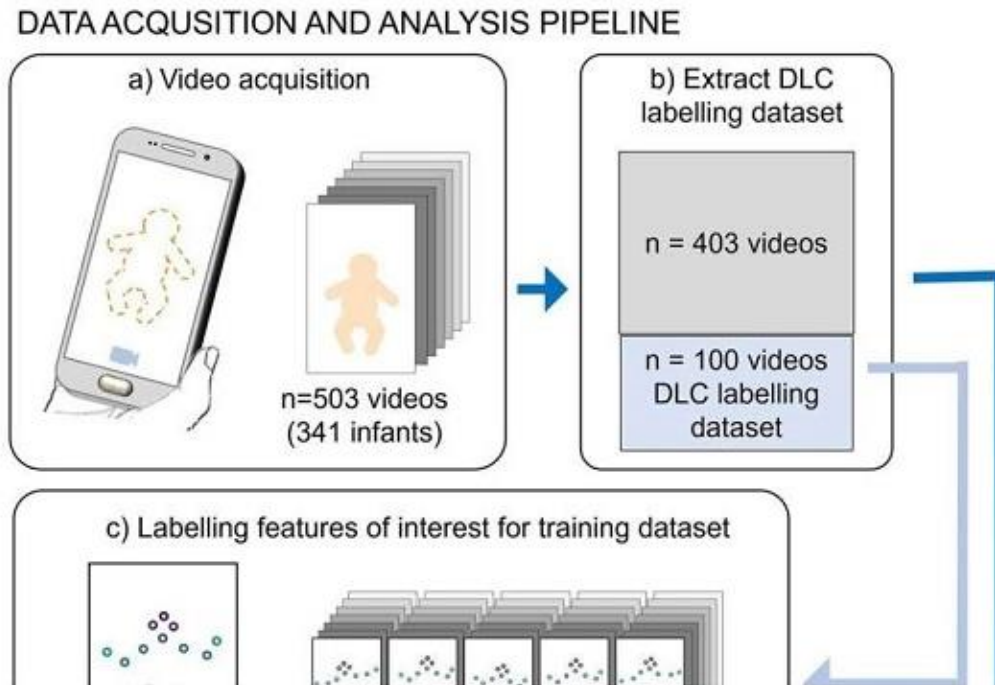 DATA ACQUSITION AND ANALYSIS PIPELINE
a) Video acquisition
n=503 videos
(341 infants)
b) Extract DLC
labelling dataset
n = 403 videos
n = 100 videos
DLC labelling
dataset
c) Labelling features of interest for training dataset